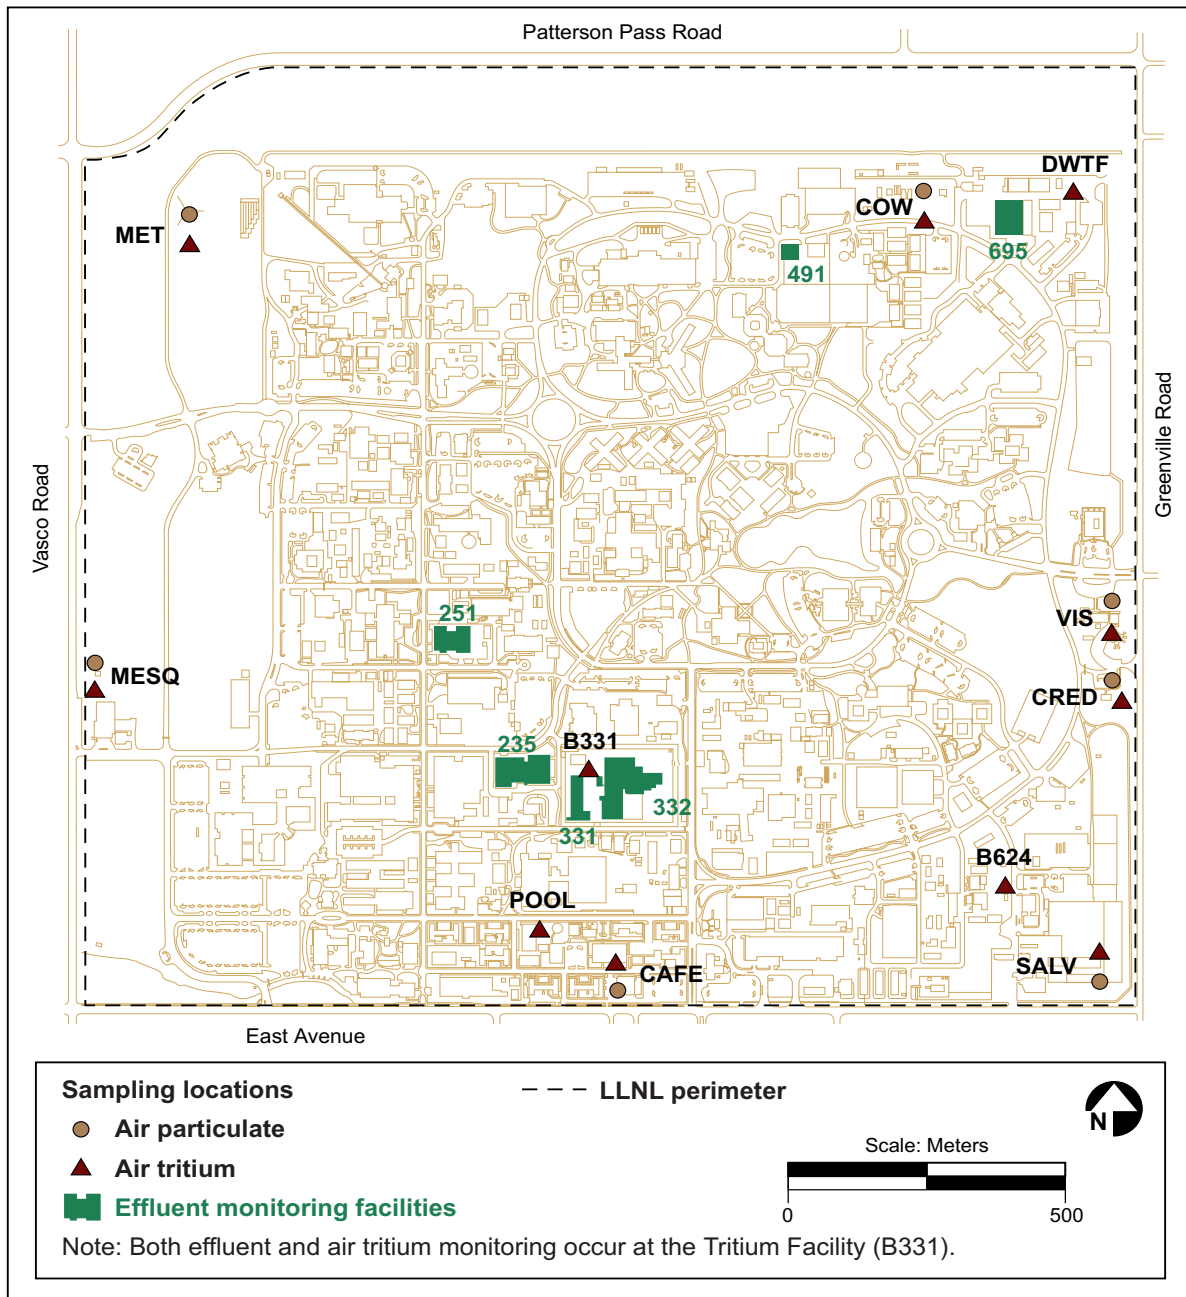 Patterson Pass Road
DWTF
COW
MET
695
491
Vasco Road
Greenville Road
251
VIS
MESQ
CRED
235
B331
332
331
B624
POOL
SALV
CAFE
East Avenue
Sampling locations
LLNL perimeter
Air particulate
N
Air tritium
Scale: Meters
Effluent monitoring facilities
0
500
Note: Both effluent and air tritium monitoring occur at the Tritium Facility (B331).